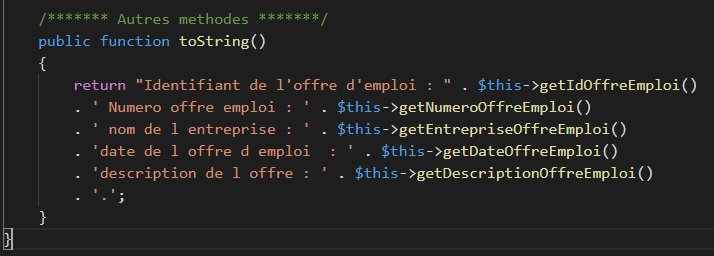 /******* Autres methodes *******/
public function toString()
{
return "Identifiant de l'offre d'emploi : " . $this->getIdOffreEmploi()
. ' Numero offre emploi : ' . $this->getNumeroOffreEmploi()
. ' nom de l entreprise : ' . $this->getEntrepriseOffreEmploi()
. 'date de l offre d emploi  : ' . $this->getDateOffreEmploi()
. 'description de l offre : ' . $this->getDescriptionOffreEmploi()
. '.';
}
}